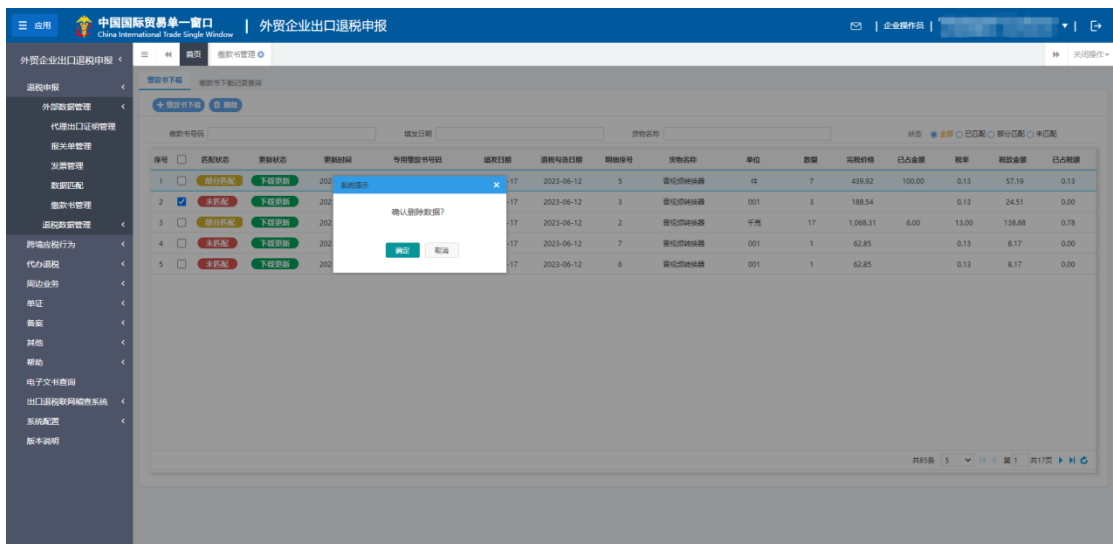 应用 中国国际贸易单一窗口 外贸企业出口退税申报 企业操作员
China International Trade Single Window
外贸企业出口退税申报 首页 缴款书管理 关闭操作
退税申报 缴款书下载 缴款书下载记录查询
外部数据管理 缴款书下载 删除
代理出口证明管理
报关单管理 缴款书号码 填发日期 货物名称 状态 全部 已匹配 部分匹配 未匹配
发票管理 序号 匹配状态 更新状态 更新时间 专用缴款书号码 填发日期 退税勾选日期 明细序号 货物名称 单位 数量 完税价格 已占金额 税率 税款金额 已占税额
数据匹配 1 部分匹配 下载更新 202 系统提示 × -17 2023-06-12 5 音视频转换器 件 7 439.92 100.00 0.13 57.19 0.13
缴款书管理 2 未匹配 下载更新 202 -17 2023-06-12 3 音视频转换器 001 3 188.54 0.13 24.51 0.00
确认删除数据?
退税数据管理 3 部分匹配 下载更新 202 -17 2023-06-12 2 音视频转换器 千克 17 1,068.31 6.00 13.00 138.88 0.78
跨境应税行为 4 未匹配 下载更新 202 确定 取消 -17 2023-06-12 7 音视频转换器 001 1 62.85 0.13 8.17 0.00
代办退税 5 未匹配 下载更新 202 -17 2023-06-12 6 音视频转换器 001 1 62.85 0.13 8.17 0.00
周边业务
单证
备案
其他
帮助
电子文书查询
出口退税联网稽查系统
系统配置
版本说明
共85条 5 第 1 共17页